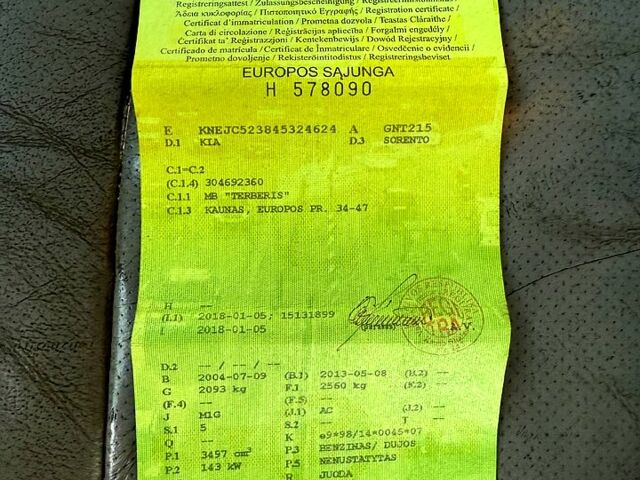 Registreringsattest / Zulassungsbescheinigung / Registreerimistunnistus
Άδεια κυκλοφορίας / Πιστοποιητικό Εγγραφής / Registration certificate /
Certificat d'immatriculation / Prometna dozvola / Teastas Cláraithe /
Carta di circolazione / Reģistrācijas apliecība / Forgalmi engedély /
Ċertifikat ta' Reġistrazzjoni / Kentekenbewijs / Dowód Rejestracyjny /
Certificado de matrícula / Certificat de Înmatriculare / Osvedčenie o evidencii /
Prometno dovoljenje / Rekisteröintitodistus / Registreringsbeviset
EUROPOS SĄJUNGA
H 578090
E KNEJC523845324624 A GNT215
D.1 KIA D.3 SORENTO
C.1=C.2
(C.1.4) 304692360
C.1.1 MB "TERBERIS"
C.1.3 KAUNAS, EUROPOS PR. 34-47
H --
(I.1) 2018-01-05; 15131899
I 2018-01-05
A.V.
D.2 -- / -- / --
B 2004-07-09 (B.1) 2013-05-08 (B.2) --
G 2093 kg F.1 2560 kg (F.2) --
(F.4) -- (F.5) --
J M1G (J.1) AC (J.2) --
S.1 5 S.2 -- T --
Q -- K e9*98/14*0045*07
P.1 3497 cm³ P.3 BENZINAS/ DUJOS
P.2 143 kW P.5 NENUSTATYTAS
R JUODA